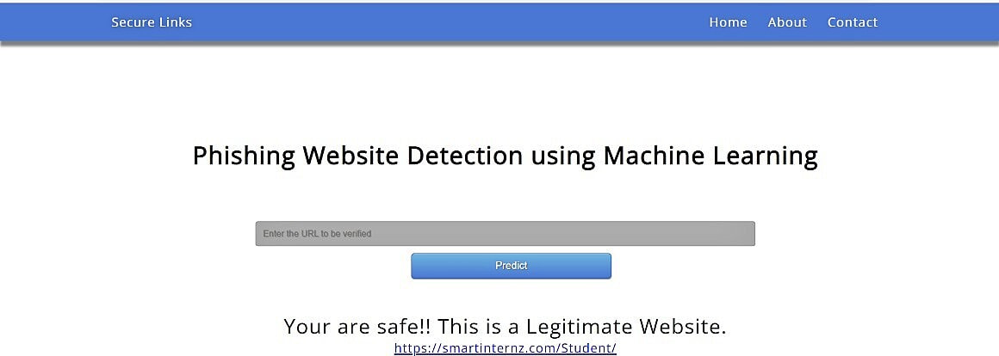 Secure Links Home About Contact
Phishing Website Detection using Machine Learning
Enter the URL to be verified
Predict
Your are safe!! This is a Legitimate Website.
https://smartinternz.com/Student/